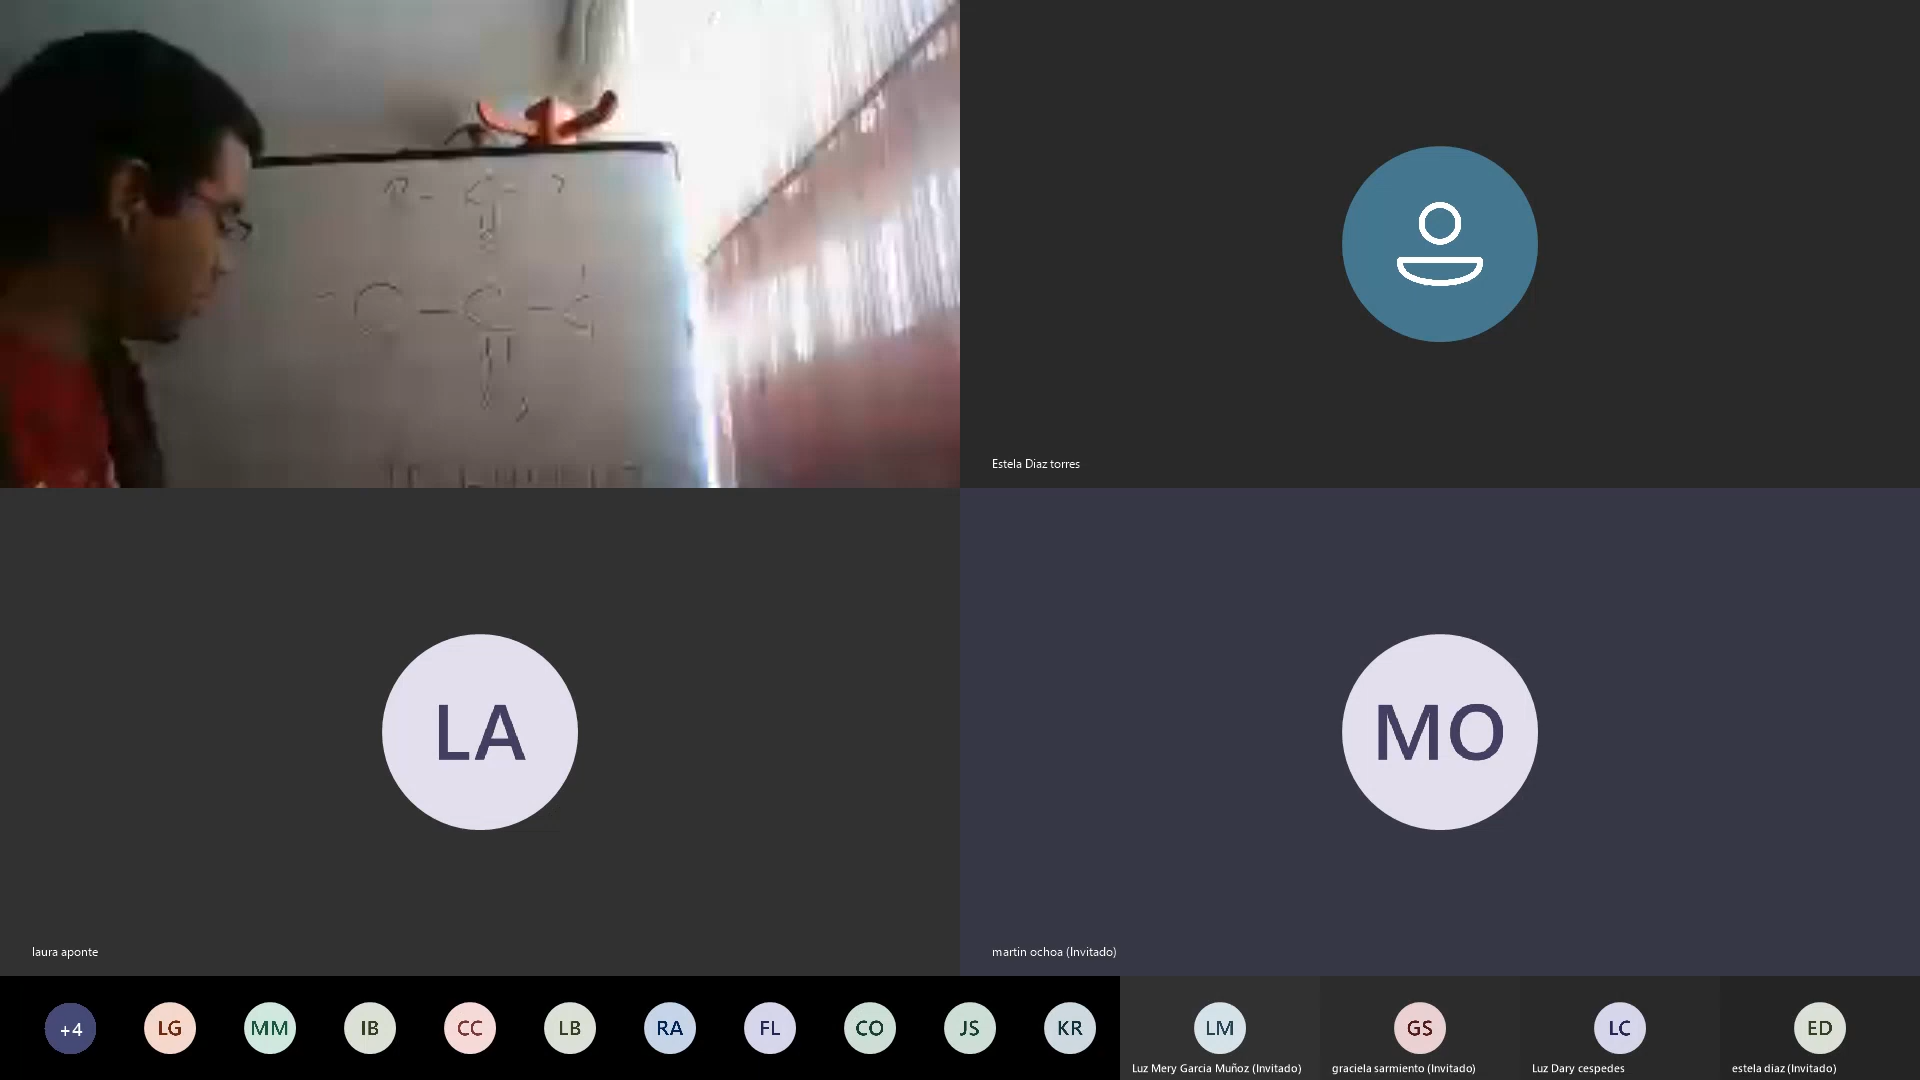 Estela Diaz torres
LA
MO
laura aponte
martin ochoa (Invitado)
+4
LG
MM
IB
CC
LB
RA
FL
CO
JS
KR
LM
GS
LC
ED
Luz Mery Garcia Muñoz (Invitado)
graciela sarmiento (Invitado)
Luz Dary cespedes
estela diaz (Invitado)